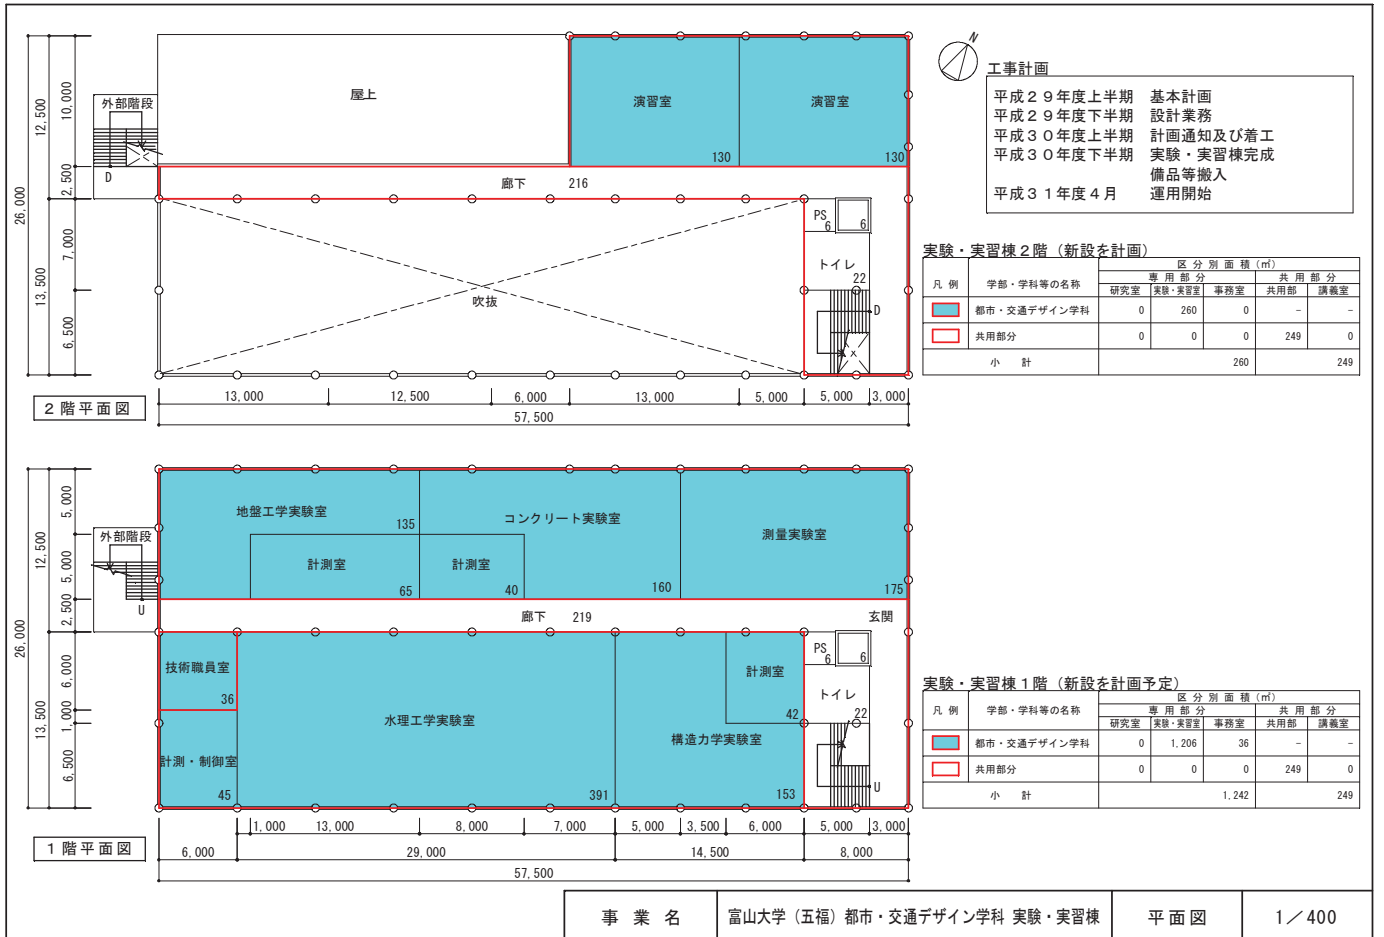 N
工事計画
平成２９年度上半期　基本計画
平成２９年度下半期　設計業務
平成３０年度上半期　計画通知及び着工
平成３０年度下半期　実験・実習棟完成
備品等搬入
平成３１年度４月　運用開始
屋上
演習室
130
演習室
130
外部階段
D
廊下　216
PS
6
6
トイレ
22
D
吹抜
26,000
12,500
13,500
10,000
2,500
7,000
6,500
13,000　12,500　6,000　13,000　5,000　5,000　3,000
57,500
２階平面図
実験・実習棟２階（新設を計画）
凡例　学部・学科等の名称　区分別面積（㎡）
専用部分　共用部分
研究室　実験・実習室　事務室　共用部　講義室
都市・交通デザイン学科　0　260　0　－　－
共用部分　0　0　0　249　0
小　計　260　249
地盤工学実験室
135
コンクリート実験室
160
測量実験室
175
計測室
65
計測室
40
外部階段
U
廊下　219
玄関
技術職員室
36
計測・制御室
45
水理工学実験室
391
構造力学実験室
153
計測室
42
PS
6
6
トイレ
22
U
26,000
12,500
13,500
5,000
5,000
2,500
6,000
1,000
6,500
1,000　13,000　8,000　7,000　5,000　3,500　6,000　5,000　3,000
6,000　29,000　14,500　8,000
57,500
１階平面図
実験・実習棟１階（新設を計画予定）
凡例　学部・学科等の名称　区分別面積（㎡）
専用部分　共用部分
研究室　実験・実習室　事務室　共用部　講義室
都市・交通デザイン学科　0　1,206　36　－　－
共用部分　0　0　0　249　0
小　計　1,242　249
事業名　富山大学（五福）都市・交通デザイン学科 実験・実習棟　平面図　1／400